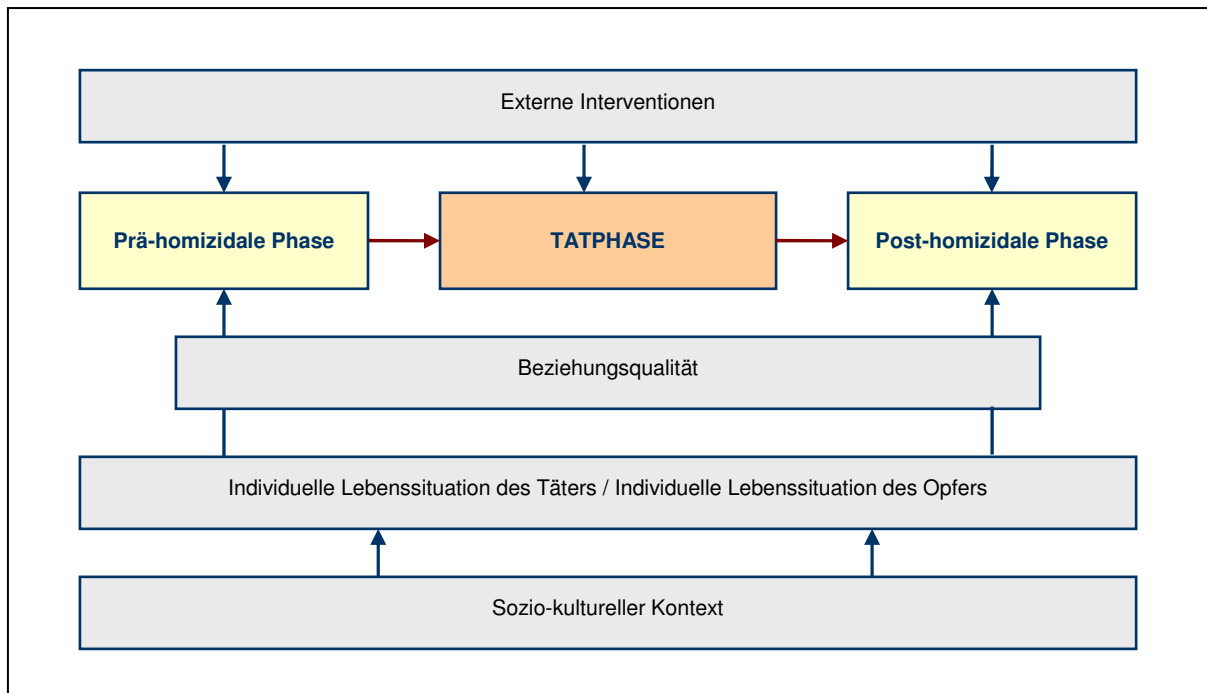 Externe Interventionen
Prä-homizidale Phase
TATPHASE
Post-homizidale Phase
Beziehungsqualität
Individuelle Lebenssituation des Täters / Individuelle Lebenssituation des Opfers
Sozio-kultureller Kontext